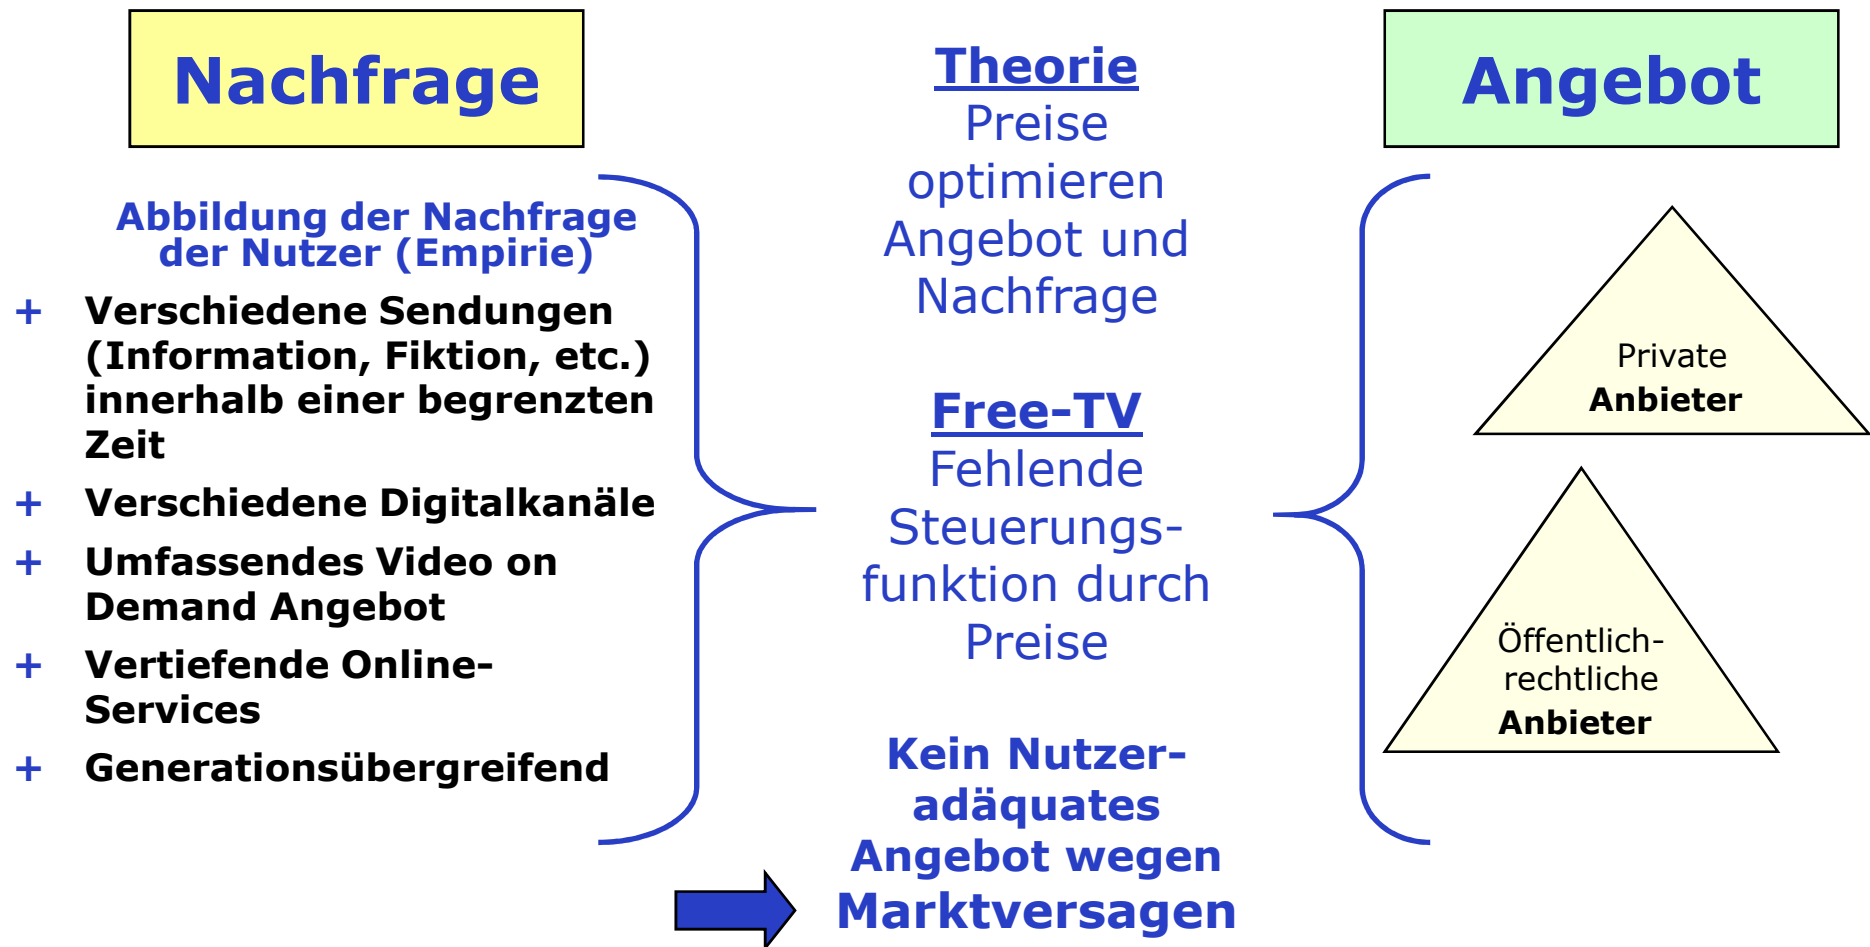 Nachfrage
Abbildung der Nachfrage
der Nutzer (Empirie)
+ Verschiedene Sendungen
(Information, Fiktion, etc.)
innerhalb einer begrenzten
Zeit
+ Verschiedene Digitalkanäle
+ Umfassendes Video on
Demand Angebot
+ Vertiefende Online-
Services
+ Generationsübergreifend
Theorie
Preise
optimieren
Angebot und
Nachfrage
Free-TV
Fehlende
Steuerungs-
funktion durch
Preise
Kein Nutzer-
adäquates
Angebot wegen
Marktversagen
Angebot
Private
Anbieter
Öffentlich-
rechtliche
Anbieter